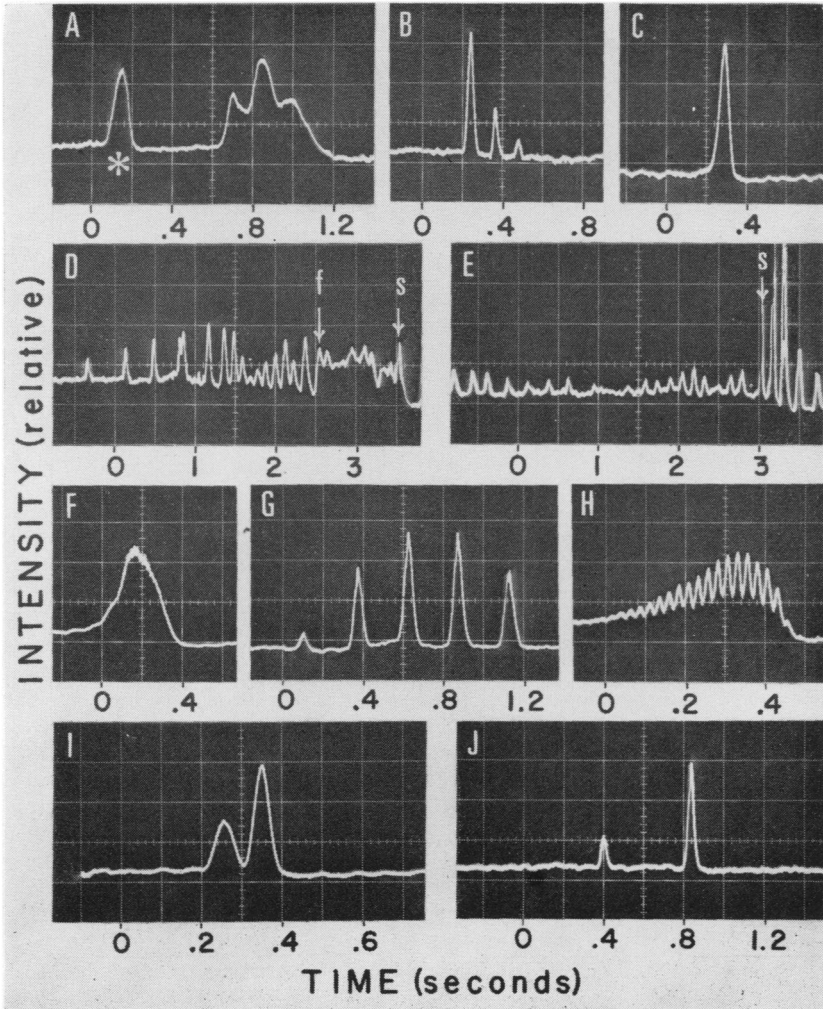 A B C
*
0 .4 .8 1.2 0 .4 .8 0 .4
D f s E s
0 1 2 3 0 1 2 3
F G H
0 .4 0 .4 .8 1.2 0 .2 .4
I J
0 .2 .4 .6 0 .4 .8 1.2
INTENSITY (relative)
TIME (seconds)